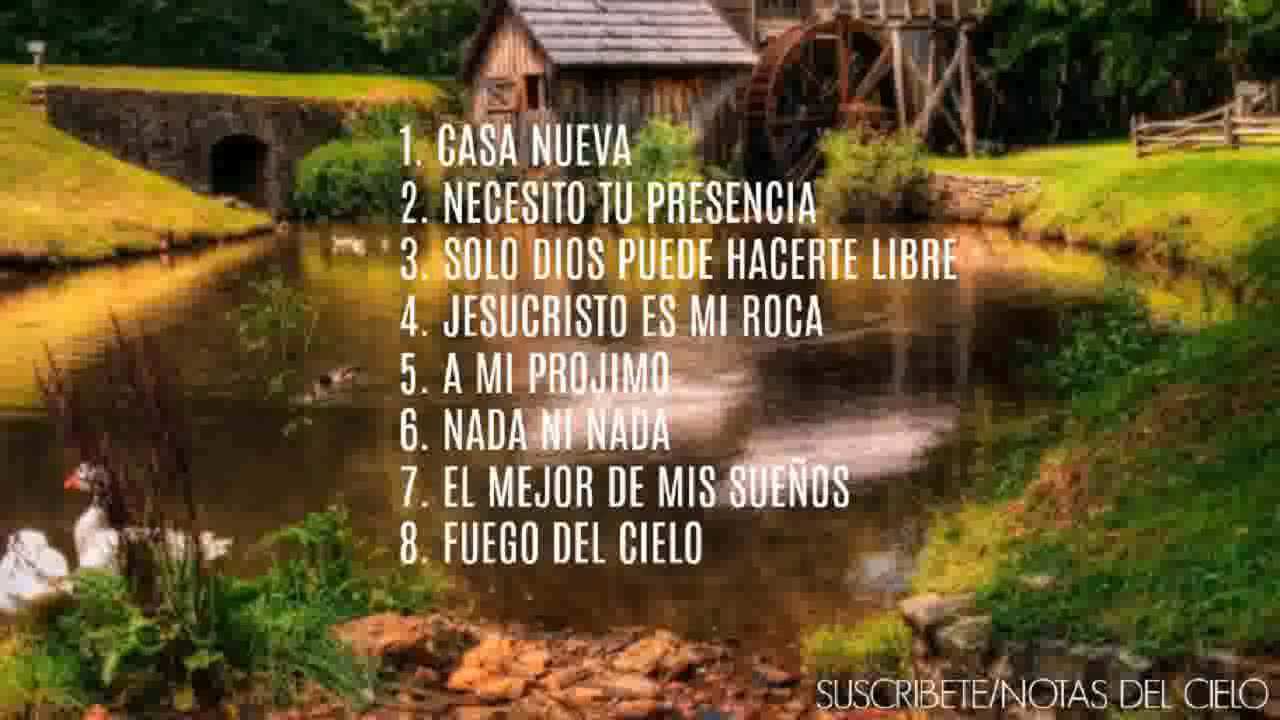 1. CASA NUEVA
2. NECESITO TU PRESENCIA
3. SOLO DIOS PUEDE HACERTE LIBRE
4. JESUCRISTO ES MI ROCA
5. A MI PROJIMO
6. NADA NI NADA
7. EL MEJOR DE MIS SUEÑOS
8. FUEGO DEL CIELO
SUSCRIBETE/NOTAS DEL CIELO